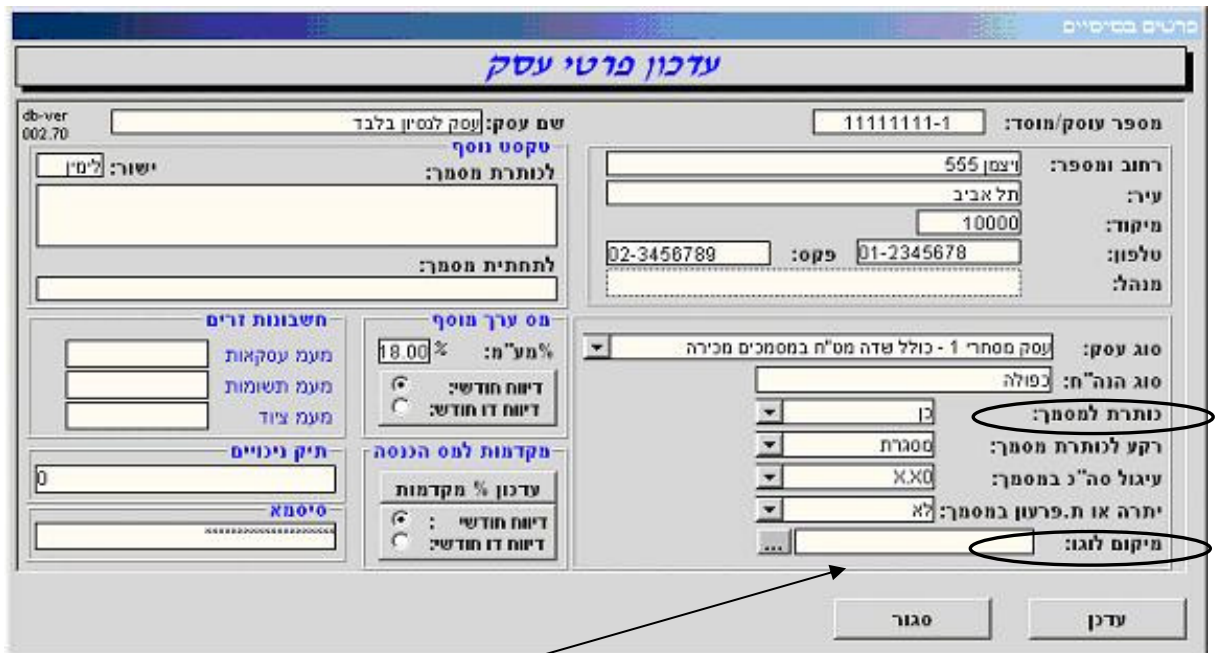 פרטים בסיסיים
עדכון פרטי עסק
מספר עוסק/מוסד: 11111111-1
שם עסק: עסק לנסיון בלבד
db-ver
002.70
רחוב ומספר: ויצמן 555
עיר: תל אביב
מיקוד: 10000
טלפון: 01-2345678 פקס: 02-3456789
מנהל:
טקסט נוסף
לכותרת מסמך: ישור: לימין
לתחתית מסמך:
סוג עסק: עסק מסחרי 1 - כולל שדה מט"ח במסמכים מכירה
סוג הנה"ח: כפולה
כותרת למסמך: כן
רקע לכותרת מסמך: מסגרת
עיגול סה"כ במסמך: X.X0
יתרה או ת.פרעון במסמך: לא
מיקום לוגו: ...
מס ערך מוסף
%מע"מ: 18.00 %
דיווח חודשי:
דיווח דו חודשי:
מקדמות למס הכנסה
עדכון % מקדמות
דיווח חודשי :
דיווח דו חודשי:
חשבונות זרים
מעמ עסקאות
מעמ תשומות
מעמ ציוד
תיק ניכויים
0
סיסמא
עדכן
סגור